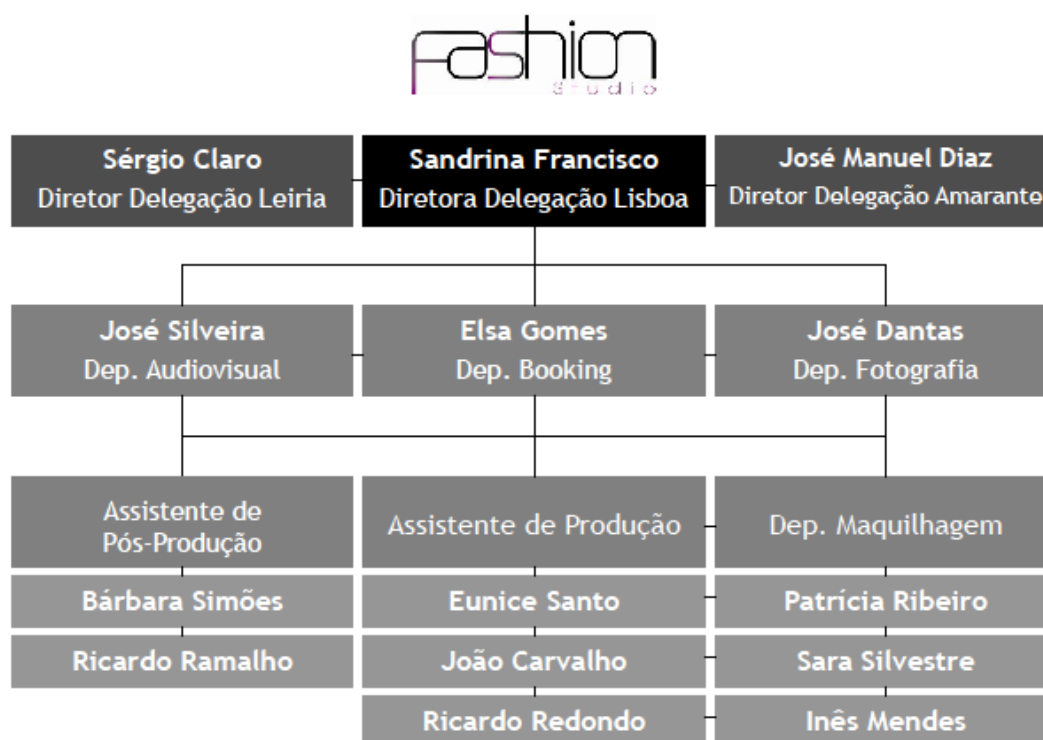 Fashion
Studio
Sérgio Claro
Diretor Delegação Leiria
Sandrina Francisco
Diretora Delegação Lisboa
José Manuel Diaz
Diretor Delegação Amarante
José Silveira
Dep. Audiovisual
Elsa Gomes
Dep. Booking
José Dantas
Dep. Fotografia
Assistente de
Pós-Produção
Assistente de Produção
Dep. Maquilhagem
Bárbara Simões
Eunice Santo
Patrícia Ribeiro
Ricardo Ramalho
João Carvalho
Sara Silvestre
Ricardo Redondo
Inês Mendes